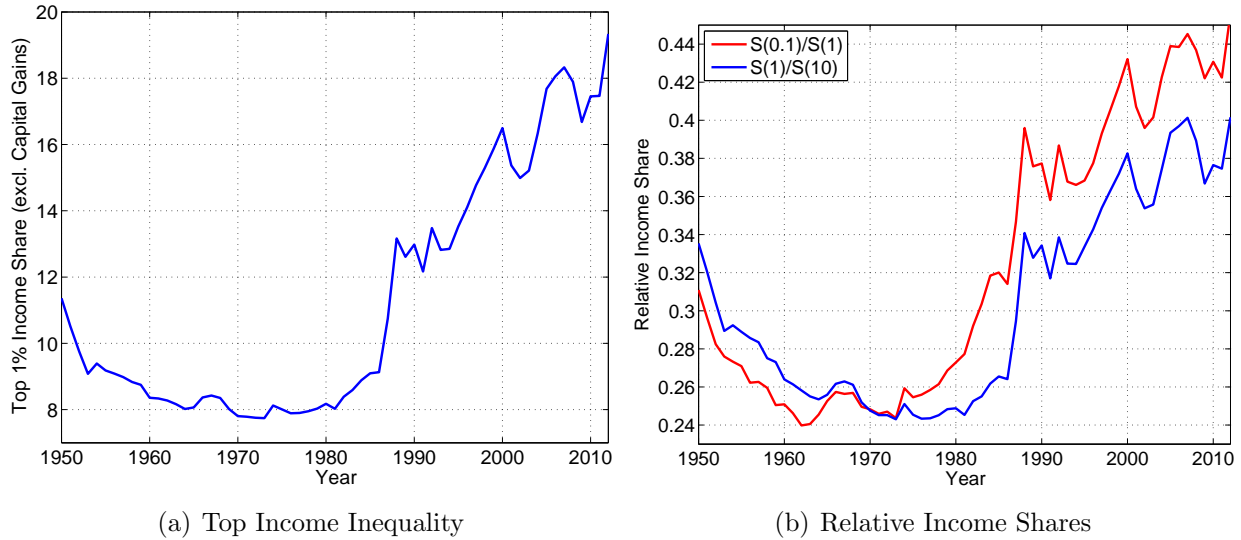 20
18
16
14
12
10
8
1950 1960 1970 1980 1990 2000 2010
Year
Top 1% Income Share (excl. Capital Gains)
(a) Top Income Inequality
S(0.1)/S(1)
S(1)/S(10)
0.44
0.42
0.4
0.38
0.36
0.34
0.32
0.3
0.28
0.26
0.24
1950 1960 1970 1980 1990 2000 2010
Year
Relative Income Share
(b) Relative Income Shares